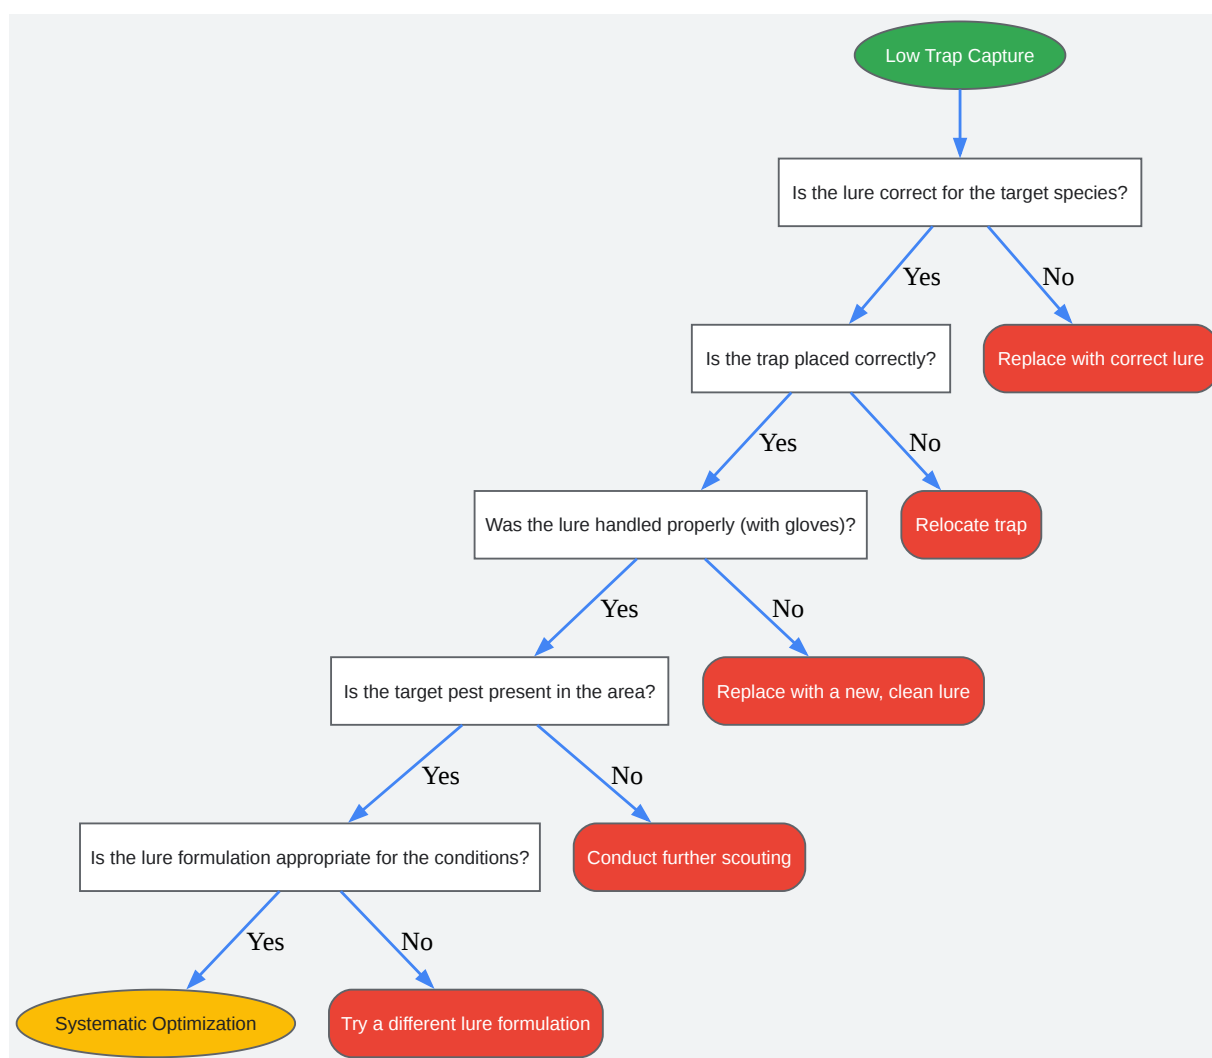 Low Trap Capture
Is the lure correct for the target species?
Yes
No
Is the trap placed correctly?
Replace with correct lure
Yes
No
Was the lure handled properly (with gloves)?
Relocate trap
Yes
No
Is the target pest present in the area?
Replace with a new, clean lure
Yes
No
Is the lure formulation appropriate for the conditions?
Conduct further scouting
Yes
No
Systematic Optimization
Try a different lure formulation